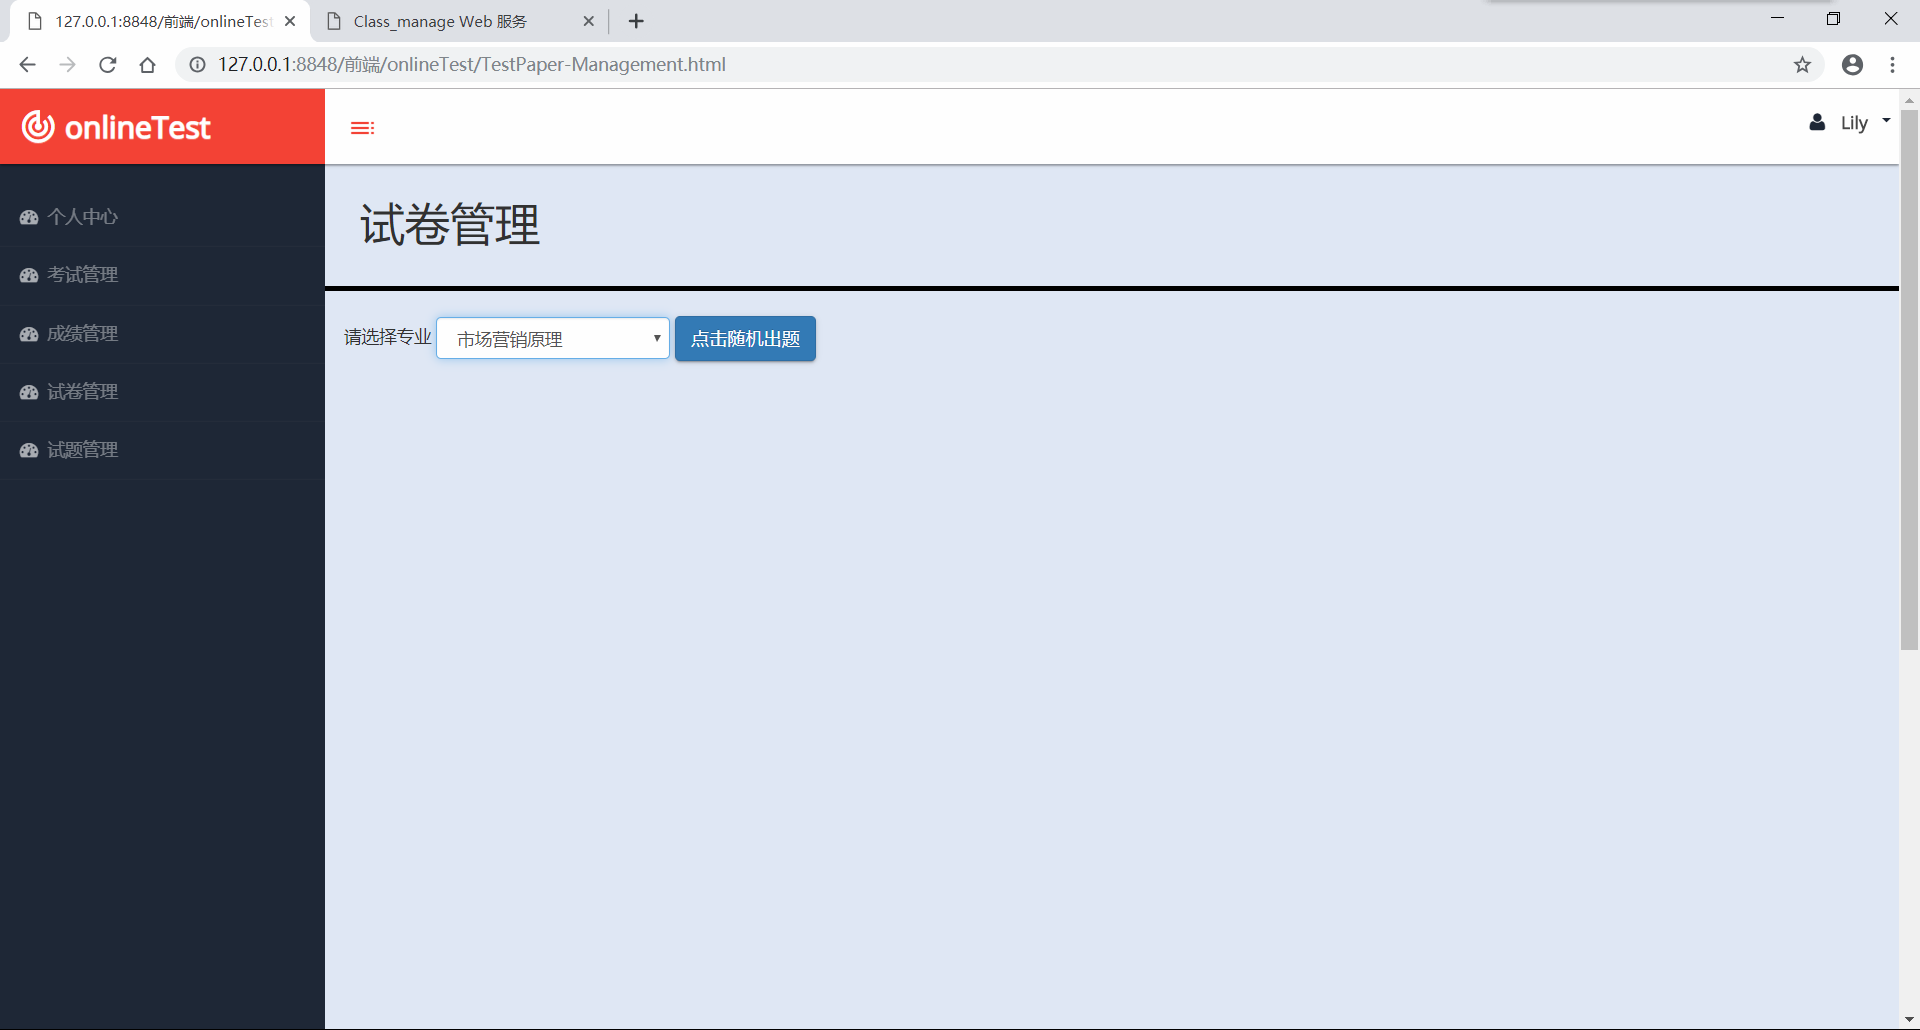 127.0.0.1:8848/前端/onlineTest
Class_manage Web 服务
127.0.0.1:8848/前端/onlineTest/TestPaper-Management.html
onlineTest
Lily
个人中心
考试管理
成绩管理
试卷管理
试题管理
试卷管理
请选择专业 市场营销原理 点击随机出题